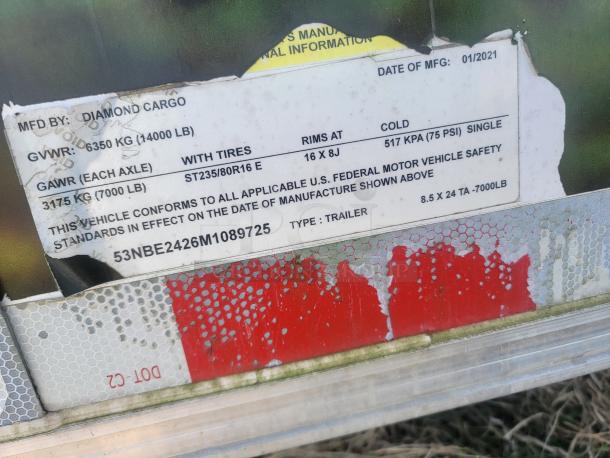 S MANUA
NAL INFORMATION
MFD BY: DIAMOND CARGO
DATE OF MFG: 01/2021
GVWR: 6350 KG (14000 LB)
GAWR (EACH AXLE) WITH TIRES RIMS AT COLD
3175 KG (7000 LB) ST235/80R16 E 16 X 8J 517 KPA (75 PSI) SINGLE
THIS VEHICLE CONFORMS TO ALL APPLICABLE U.S. FEDERAL MOTOR VEHICLE SAFETY
STANDARDS IN EFFECT ON THE DATE OF MANUFACTURE SHOWN ABOVE
53NBE2426M1089725 TYPE : TRAILER 8.5 X 24 TA -7000LB
DOT-C2